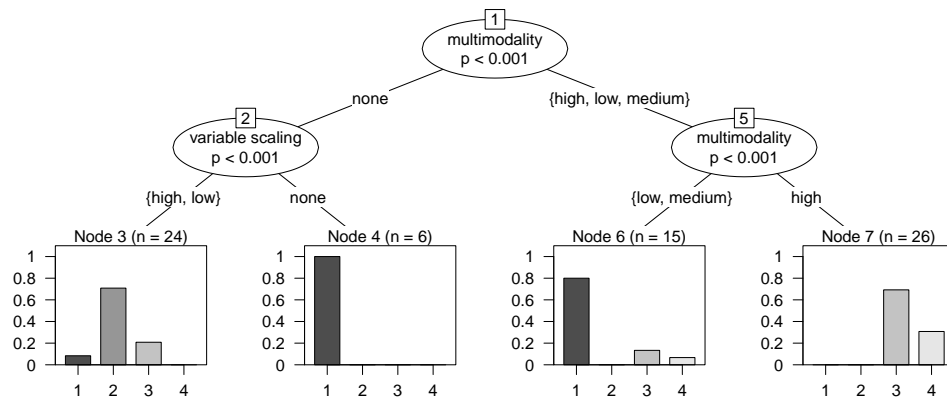 1
multimodality
p < 0.001
none
{high, low, medium}
2
variable scaling
p < 0.001
5
multimodality
p < 0.001
{high, low}
none
{low, medium}
high
Node 3 (n = 24)
1
0.8
0.6
0.4
0.2
0
1 2 3 4
Node 4 (n = 6)
1
0.8
0.6
0.4
0.2
0
1 2 3 4
Node 6 (n = 15)
1
0.8
0.6
0.4
0.2
0
1 2 3 4
Node 7 (n = 26)
1
0.8
0.6
0.4
0.2
0
1 2 3 4